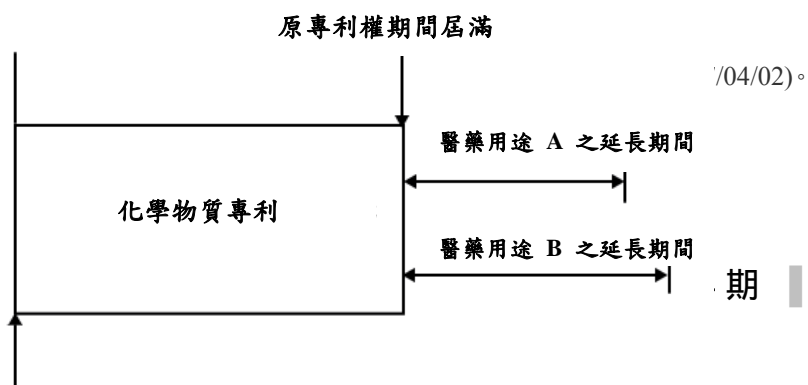 原專利權期間屆滿
/04/02)。
醫藥用途 A 之延長期間
化學物質專利
醫藥用途 B 之延長期間
期